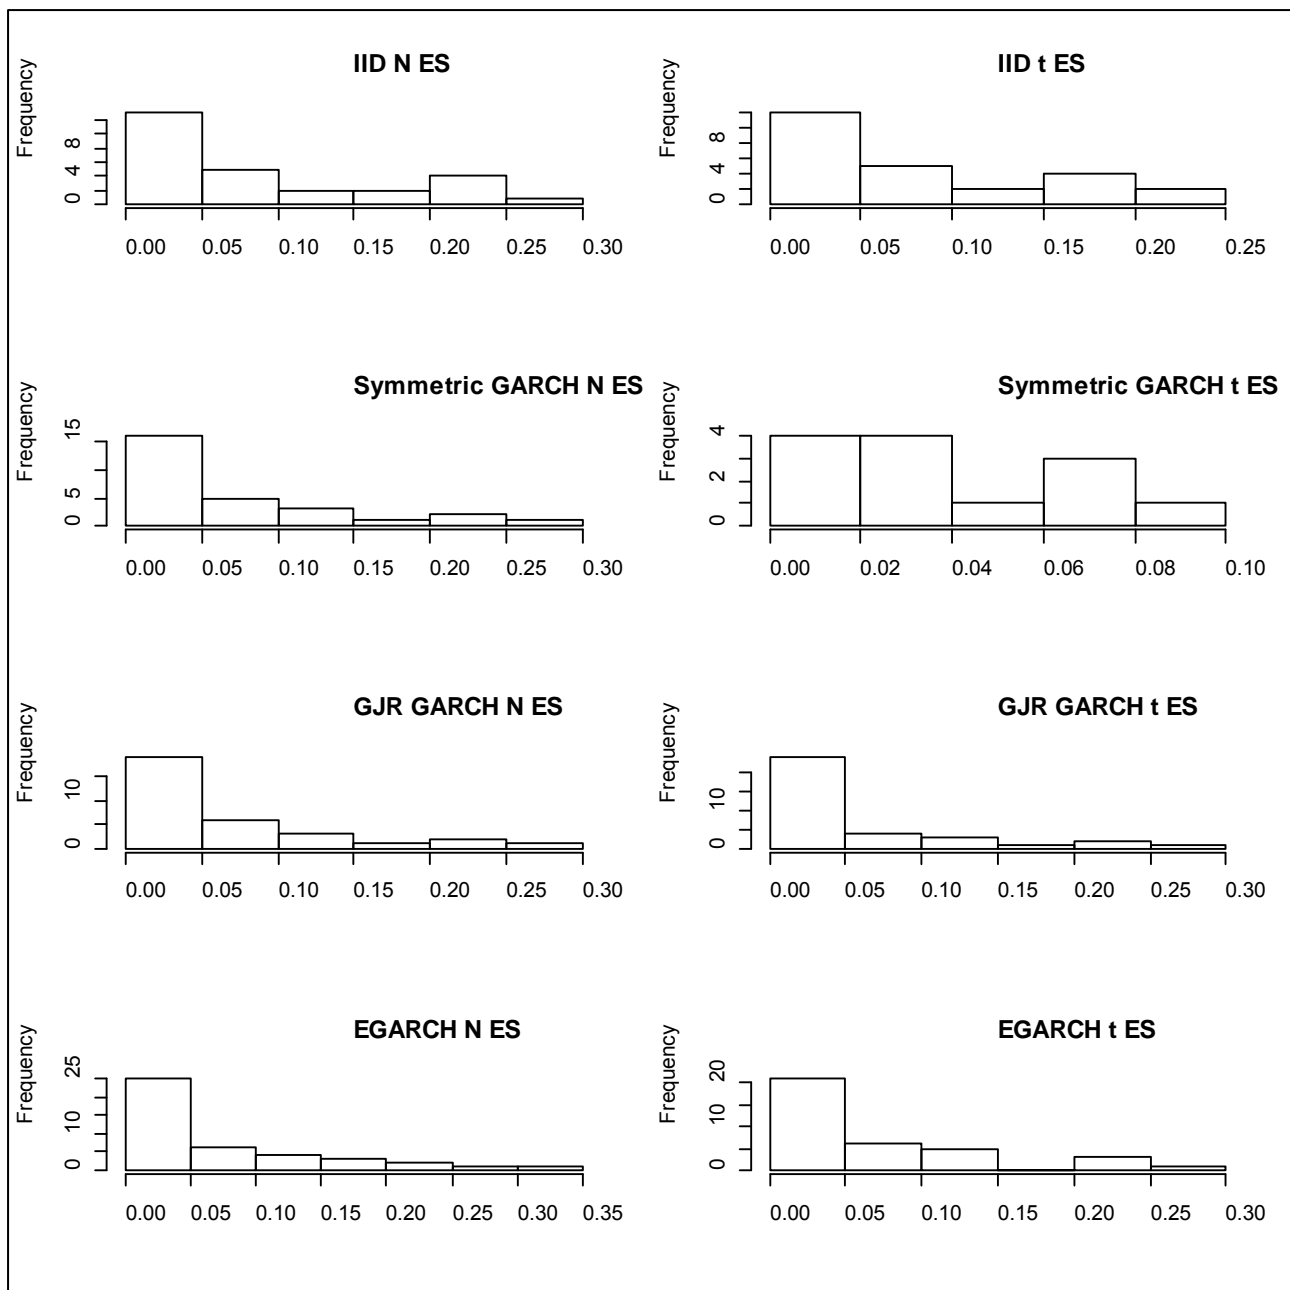 IID N ES
Frequency
0 4 8
0.00 0.05 0.10 0.15 0.20 0.25 0.30
IID t ES
Frequency
0 4 8
0.00 0.05 0.10 0.15 0.20 0.25
Symmetric GARCH N ES
Frequency
0 5 15
0.00 0.05 0.10 0.15 0.20 0.25 0.30
Symmetric GARCH t ES
Frequency
0 2 4
0.00 0.02 0.04 0.06 0.08 0.10
GJR GARCH N ES
Frequency
0 10
0.00 0.05 0.10 0.15 0.20 0.25 0.30
GJR GARCH t ES
Frequency
0 10
0.00 0.05 0.10 0.15 0.20 0.25 0.30
EGARCH N ES
Frequency
0 10 25
0.00 0.05 0.10 0.15 0.20 0.25 0.30 0.35
EGARCH t ES
Frequency
0 10 20
0.00 0.05 0.10 0.15 0.20 0.25 0.30